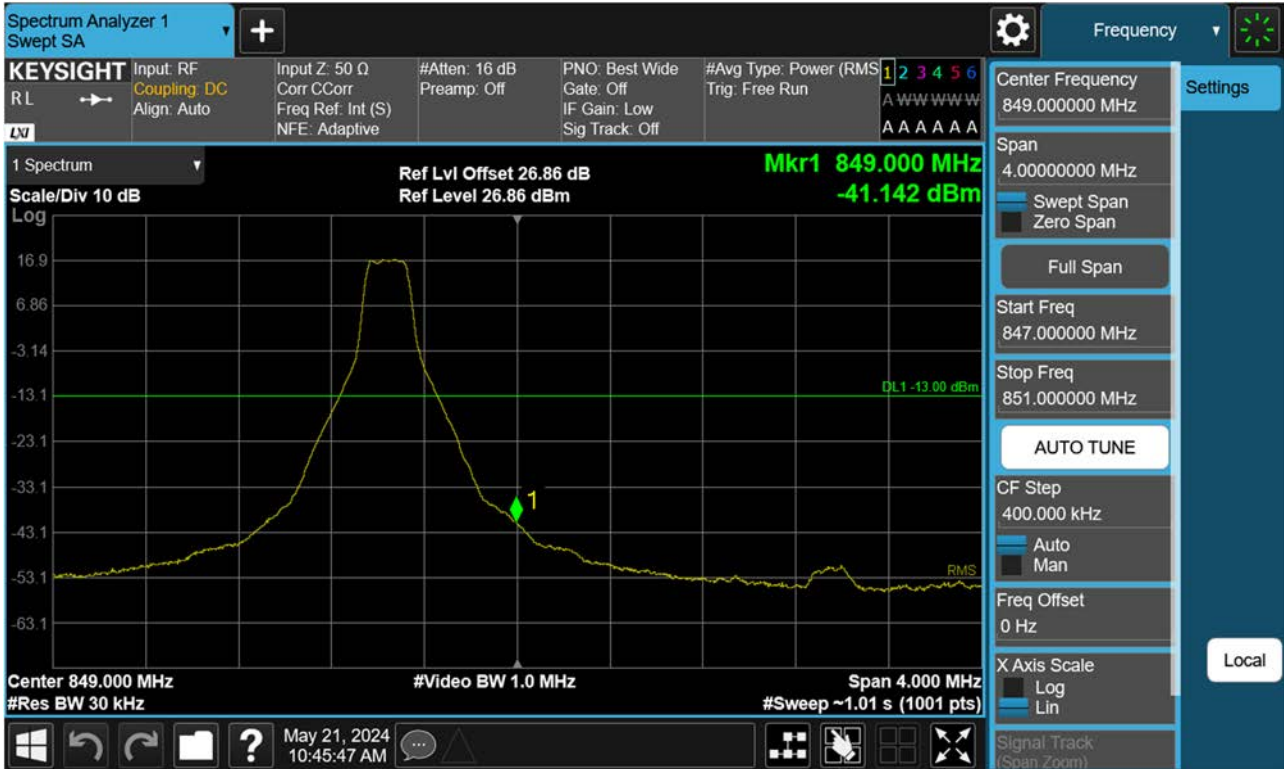 Spectrum Analyzer 1
Swept SA
+
Frequency
KEYSIGHT
RL
LXI
Input: RF
Coupling: DC
Align: Auto
Input Z: 50 Ω
Corr CCorr
Freq Ref: Int (S)
NFE: Adaptive
#Atten: 16 dB
Preamp: Off
PNO: Best Wide
Gate: Off
IF Gain: Low
Sig Track: Off
#Avg Type: Power (RMS
Trig: Free Run
1 2 3 4 5 6
A W W W W W
A A A A A A
1 Spectrum
Scale/Div 10 dB
Log
Ref Lvl Offset 26.86 dB
Ref Level 26.86 dBm
Mkr1 849.000 MHz
-41.142 dBm
16.9
6.86
-3.14
-13.1
-23.1
-33.1
-43.1
-53.1
-63.1
DL1 -13.00 dBm
1
RMS
Center 849.000 MHz
#Res BW 30 kHz
#Video BW 1.0 MHz
Span 4.000 MHz
#Sweep ~1.01 s (1001 pts)
Center Frequency
849.000000 MHz
Settings
Span
4.00000000 MHz
Swept Span
Zero Span
Full Span
Start Freq
847.000000 MHz
Stop Freq
851.000000 MHz
AUTO TUNE
CF Step
400.000 kHz
Auto
Man
Freq Offset
0 Hz
X Axis Scale
Log
Lin
Local
Signal Track
(Span Zoom)
?
May 21, 2024
10:45:47 AM